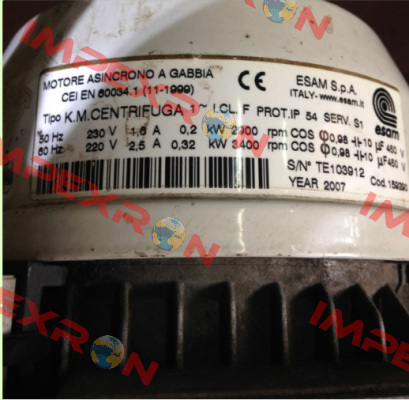 MOTORE ASINCRONO A GABBIA
CEI EN 60034.1 (11-1999)
CE
ESAM S.p.A.
ITALY-www.esam.it
esam
Tipo K.M.CENTRIFUGA 1~ I.CL. F PROT.IP 54 SERV. S1
50 Hz 230 V 1,6 A 0,2 kW 2900 rpm COS φ0,95 ⊣⊢10 µF450 V
60 Hz 220 V 2,5 A 0,32 kW 3400 rpm COS φ0,98 ⊣⊢10 µF450 V
S/N° TE103912
YEAR 2007 Cod.
IMPEXRON
IMPEXRON
IMPEXRON
IMPEXRON